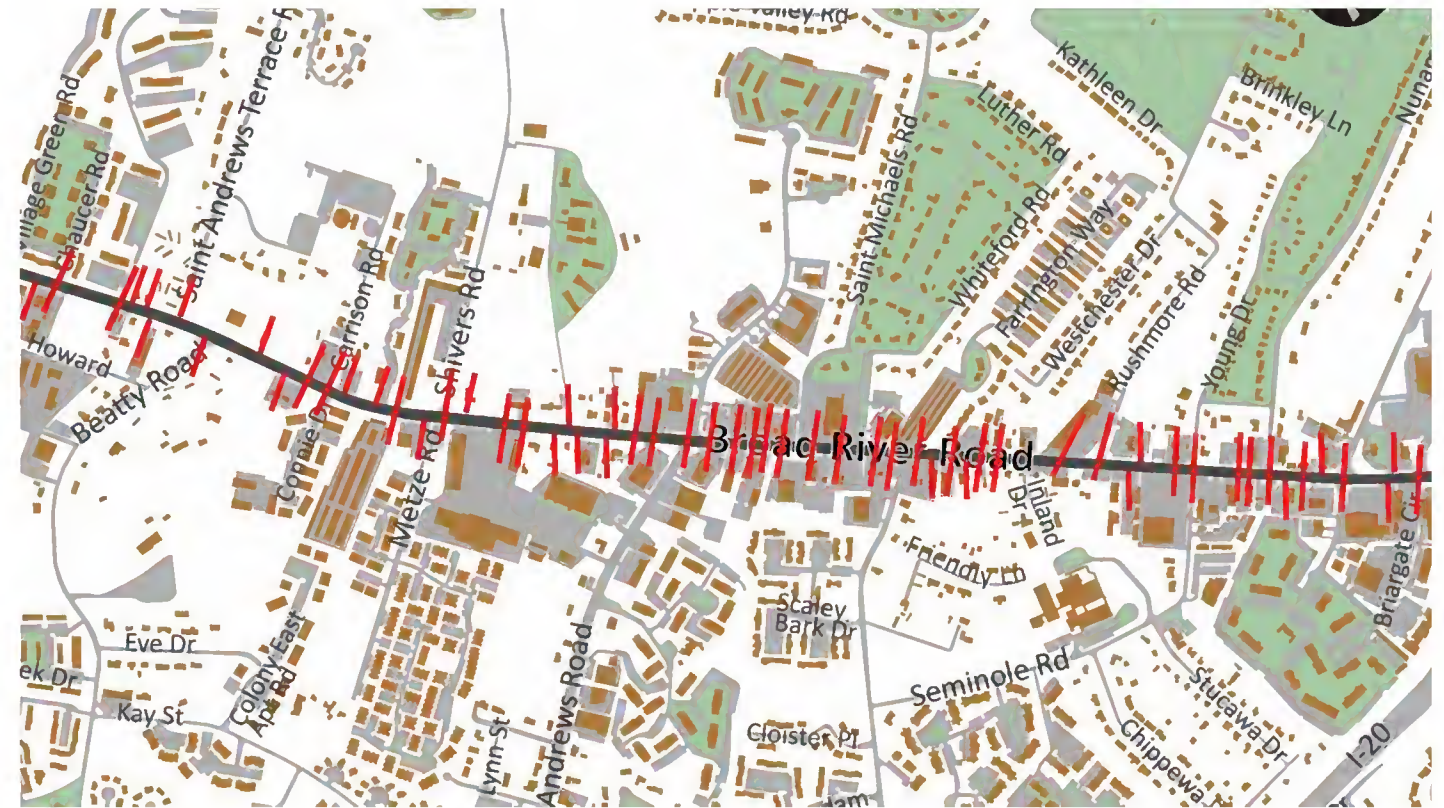 Kathleen Dr
Brinkley Ln
Saint Andrews Terrace
Luther Rd
Village Green Rd
Chaucer Rd
Saint Michaels Rd
Whiteford Rd
Farrington Way
Westchester Dr
Rushmore Rd
Young Dr
Garrison Rd
Shivers Rd
Howard
Beatty Road
Broad River Road
Connie D
Metze Rd
Inland
Dr
Friendly Ln
Briargate Cir
Scaley
Bark Dr
Eve Dr
ek Dr
Kay St
Colony East
Apt Rd
Andrews Road
Seminole Rd
Stucawa Dr
Lynn St
Cloister Pl
Chippewa
I-20